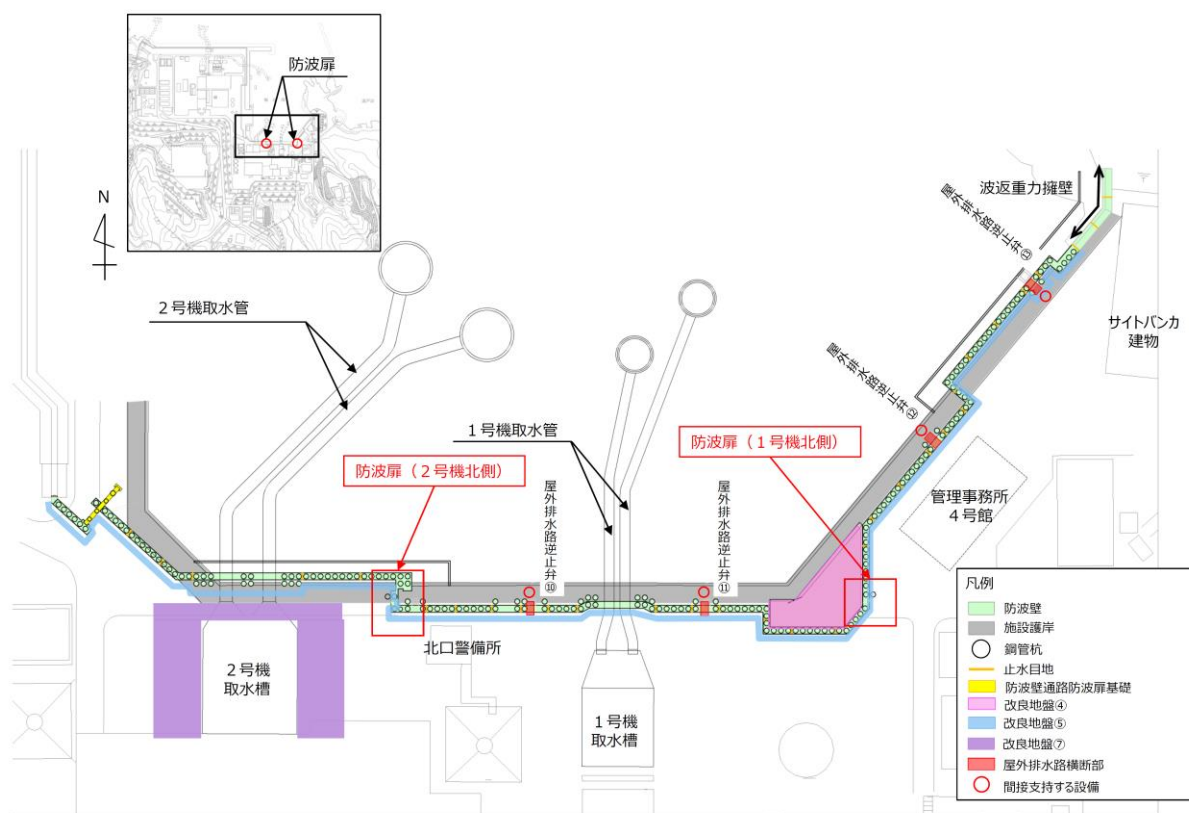 防波扉
N
2号機取水管
1号機取水管
防波扉（2号機北側）
防波扉（1号機北側）
波返重力擁壁
屋外排水路逆止弁⑬
屋外排水路逆止弁⑫
サイトバンカ
建物
屋外排水路逆止弁⑩
屋外排水路逆止弁⑪
管理事務所
4号館
北口警備所
2号機
取水槽
1号機
取水槽
凡例
防波壁
施設護岸
鋼管杭
止水目地
防波壁通路防波扉基礎
改良地盤④
改良地盤⑤
改良地盤⑦
屋外排水路横断部
間接支持する設備